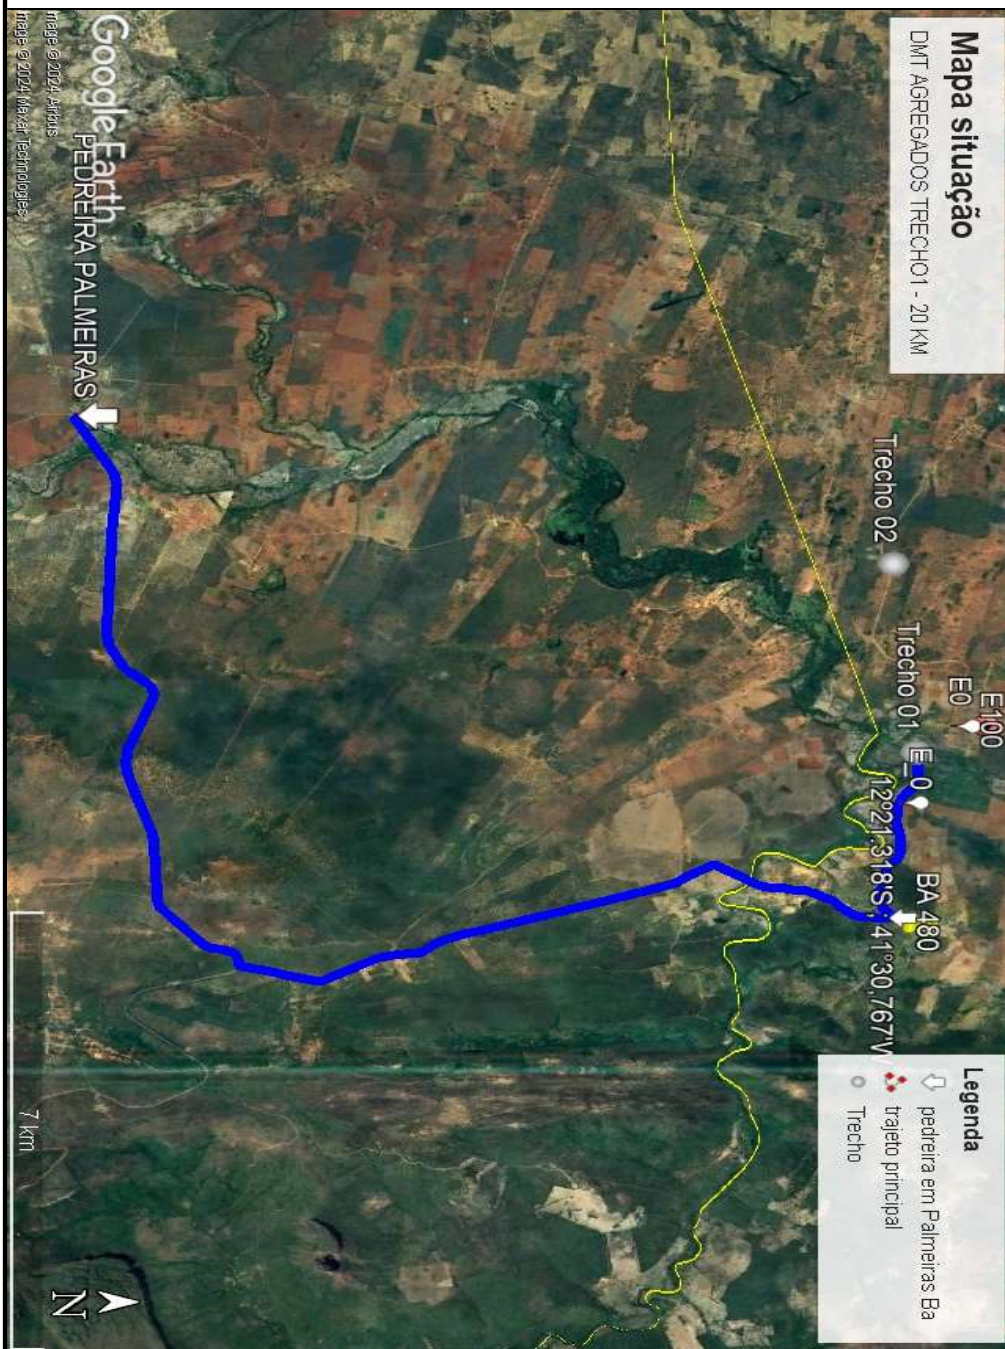 Mapa situação
DMT AGREGADOS TRECHO1 - 20 KM
Legenda
pedreira em Palmeiras Ba
trajeto principal
Trecho
Trecho 02
E100
E0
Trecho 01
E_0
BA 480
12°21.318'S 41°30,767'W
PEDREIRA PALMEIRAS
Google Earth
Image © 2024 Airbus
Image © 2024 Maxar Technologies
7 km
N